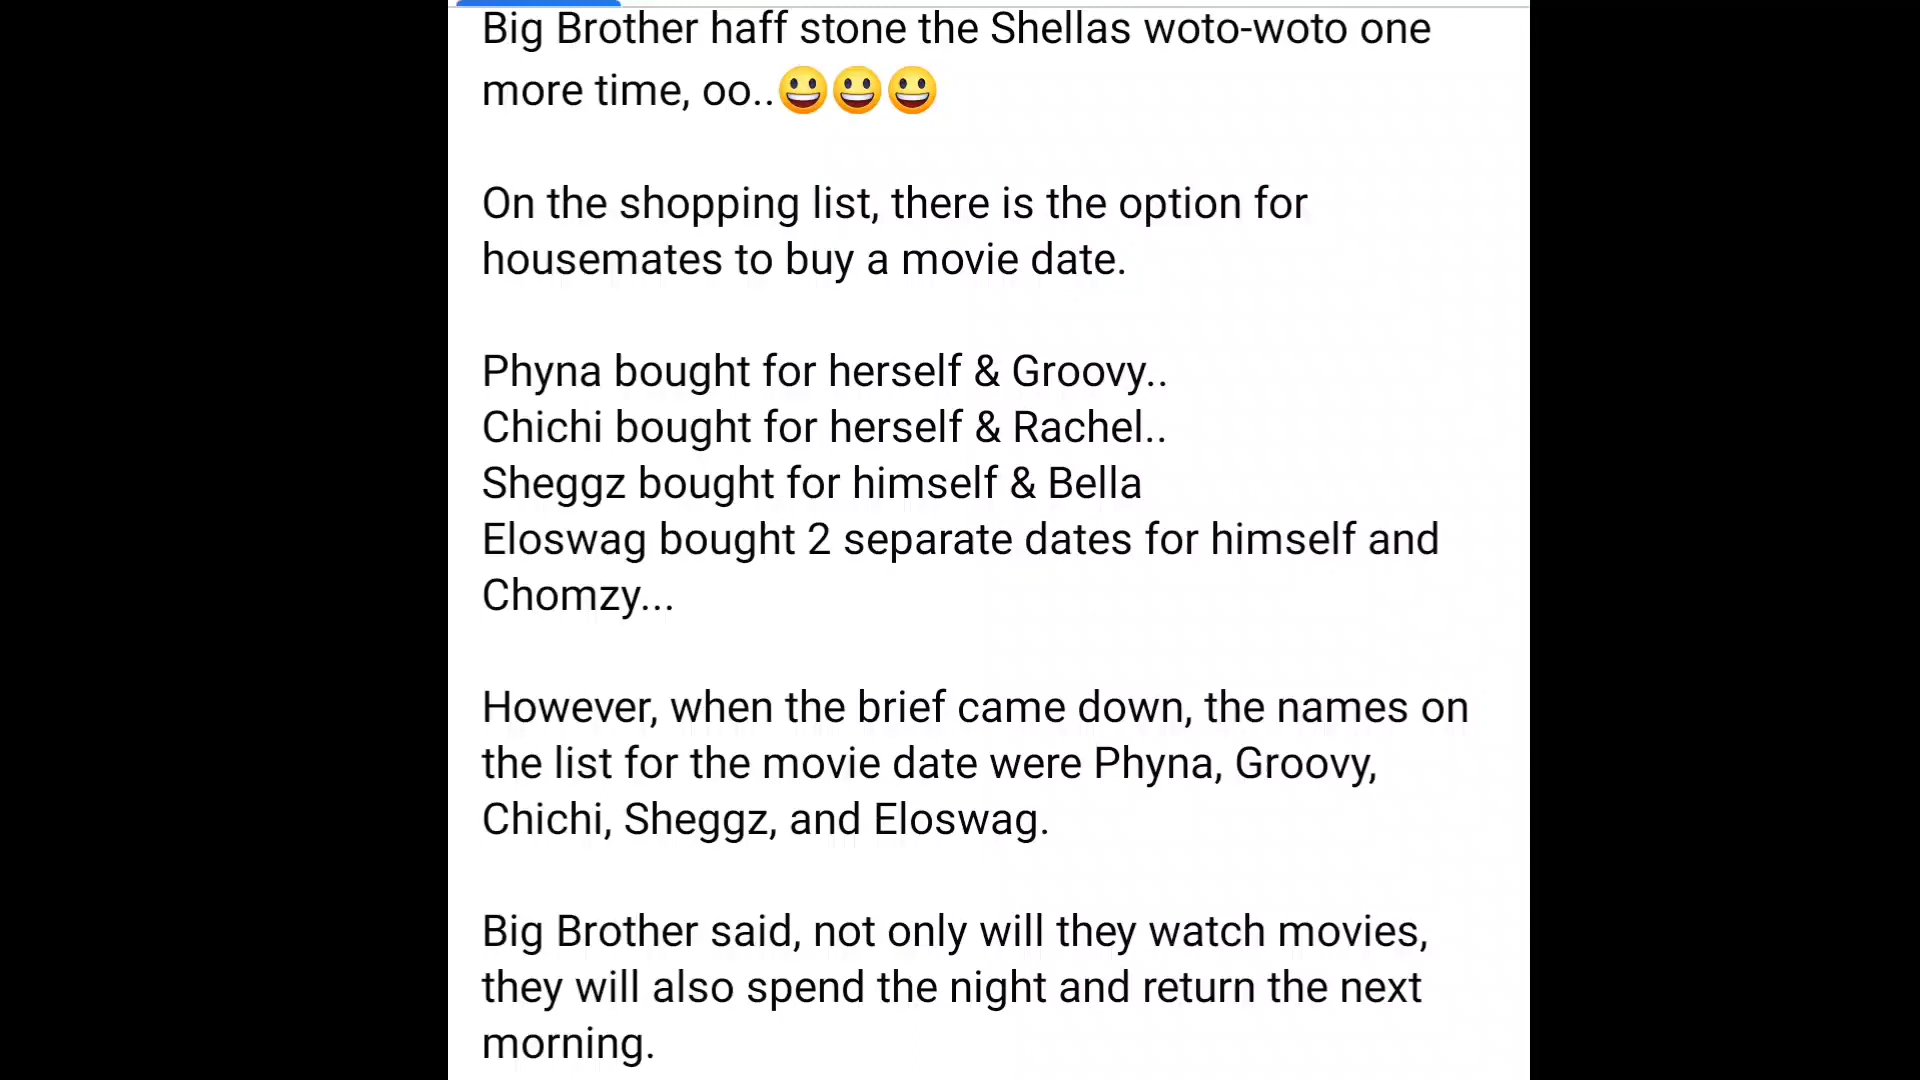 Big Brother haff stone the Shellas woto-woto one
more time, oo..😃😃😃
On the shopping list, there is the option for
housemates to buy a movie date.
Phyna bought for herself & Groovy..
Chichi bought for herself & Rachel..
Sheggz bought for himself & Bella
Eloswag bought 2 separate dates for himself and
Chomzy...
However, when the brief came down, the names on
the list for the movie date were Phyna, Groovy,
Chichi, Sheggz, and Eloswag.
Big Brother said, not only will they watch movies,
they will also spend the night and return the next
morning.